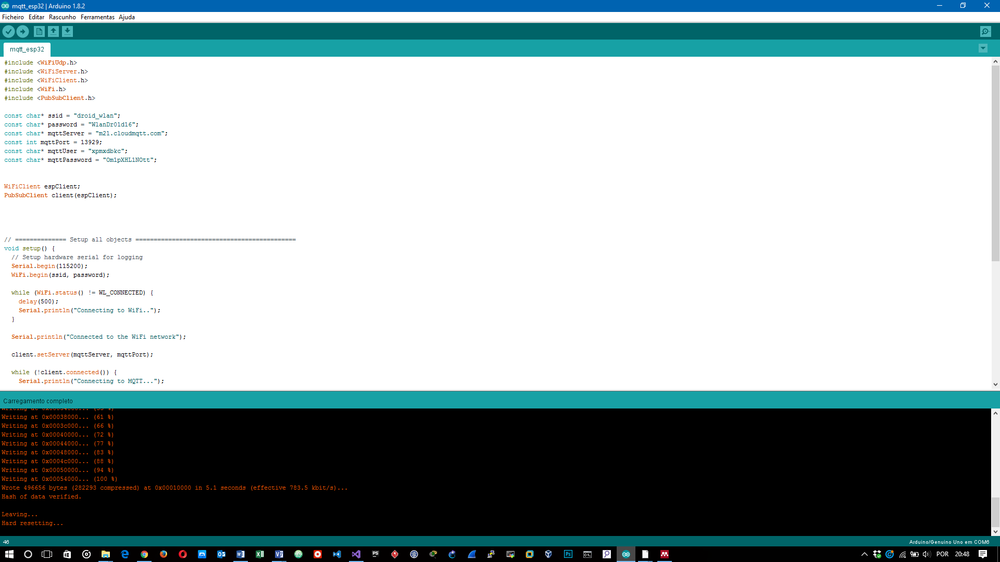 mqtt_esp32 | Arduino 1.8.2
Ficheiro Editar Rascunho Ferramentas Ajuda
mqtt_esp32
#include <WiFiUdp.h>
#include <WiFiServer.h>
#include <WiFiClient.h>
#include <WiFi.h>
#include <PubSubClient.h>
const char* ssid = "droid_wlan";
const char* password = "WlanDr01d16";
const char* mqttServer = "m21.cloudmqtt.com";
const int mqttPort = 13929;
const char* mqttUser = "xpmxdbkc";
const char* mqttPassword = "Om1pXHL1NOtt";
WiFiClient espClient;
PubSubClient client(espClient);
// ============== Setup all objects ============================================
void setup() {
// Setup hardware serial for logging
Serial.begin(115200);
WiFi.begin(ssid, password);
while (WiFi.status() != WL_CONNECTED) {
delay(500);
Serial.println("Connecting to WiFi..");
}
Serial.println("Connected to the WiFi network");
client.setServer(mqttServer, mqttPort);
while (!client.connected()) {
Serial.println("Connecting to MQTT...");
Carregamento completo
Writing at 0x00038000... (61 %)
Writing at 0x0003c000... (66 %)
Writing at 0x00040000... (72 %)
Writing at 0x00044000... (77 %)
Writing at 0x00048000... (83 %)
Writing at 0x0004c000... (88 %)
Writing at 0x00050000... (94 %)
Writing at 0x00054000... (100 %)
Wrote 496656 bytes (282293 compressed) at 0x00010000 in 5.1 seconds (effective 783.5 kbit/s)...
Hash of data verified.
Leaving...
Hard resetting...
46
Arduino/Genuino Uno em COM6
POR 20:48